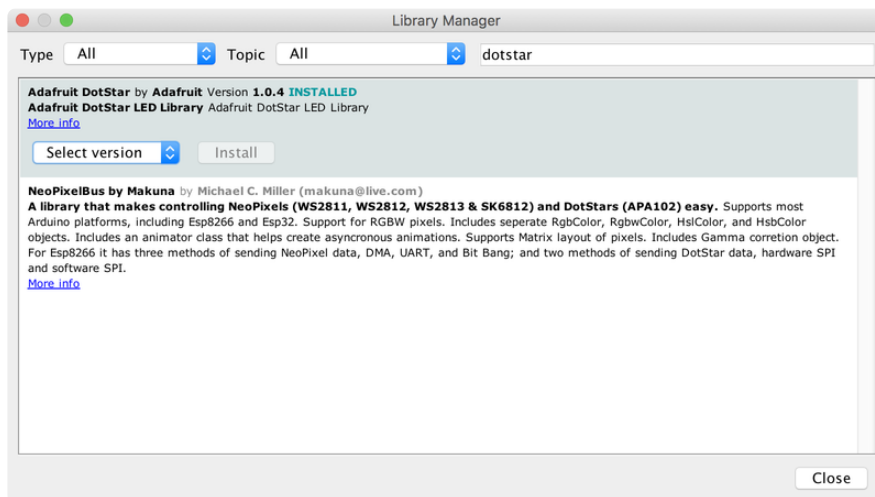 Library Manager
Type All Topic All dotstar
Adafruit DotStar by Adafruit Version 1.0.4 INSTALLED
Adafruit DotStar LED Library Adafruit DotStar LED Library
More info
Select version Install
NeoPixelBus by Makuna by Michael C. Miller (makuna@live.com)
A library that makes controlling NeoPixels (WS2811, WS2812, WS2813 & SK6812) and DotStars (APA102) easy. Supports most
Arduino platforms, including Esp8266 and Esp32. Support for RGBW pixels. Includes seperate RgbColor, RgbwColor, HslColor, and HsbColor
objects. Includes an animator class that helps create asyncronous animations. Supports Matrix layout of pixels. Includes Gamma corretion object.
For Esp8266 it has three methods of sending NeoPixel data, DMA, UART, and Bit Bang; and two methods of sending DotStar data, hardware SPI
and software SPI.
More info
Close